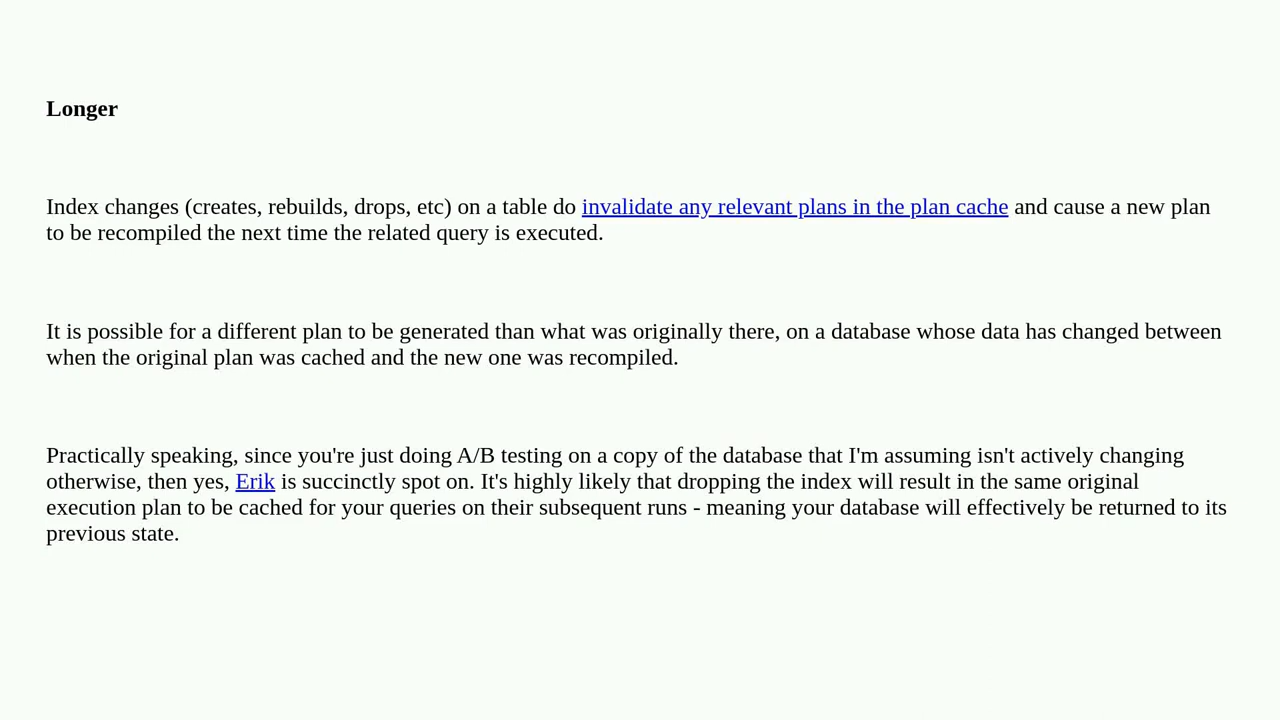 Longer
Index changes (creates, rebuilds, drops, etc) on a table do invalidate any relevant plans in the plan cache and cause a new plan
to be recompiled the next time the related query is executed.
It is possible for a different plan to be generated than what was originally there, on a database whose data has changed between
when the original plan was cached and the new one was recompiled.
Practically speaking, since you're just doing A/B testing on a copy of the database that I'm assuming isn't actively changing
otherwise, then yes, Erik is succinctly spot on. It's highly likely that dropping the index will result in the same original
execution plan to be cached for your queries on their subsequent runs - meaning your database will effectively be returned to its
previous state.